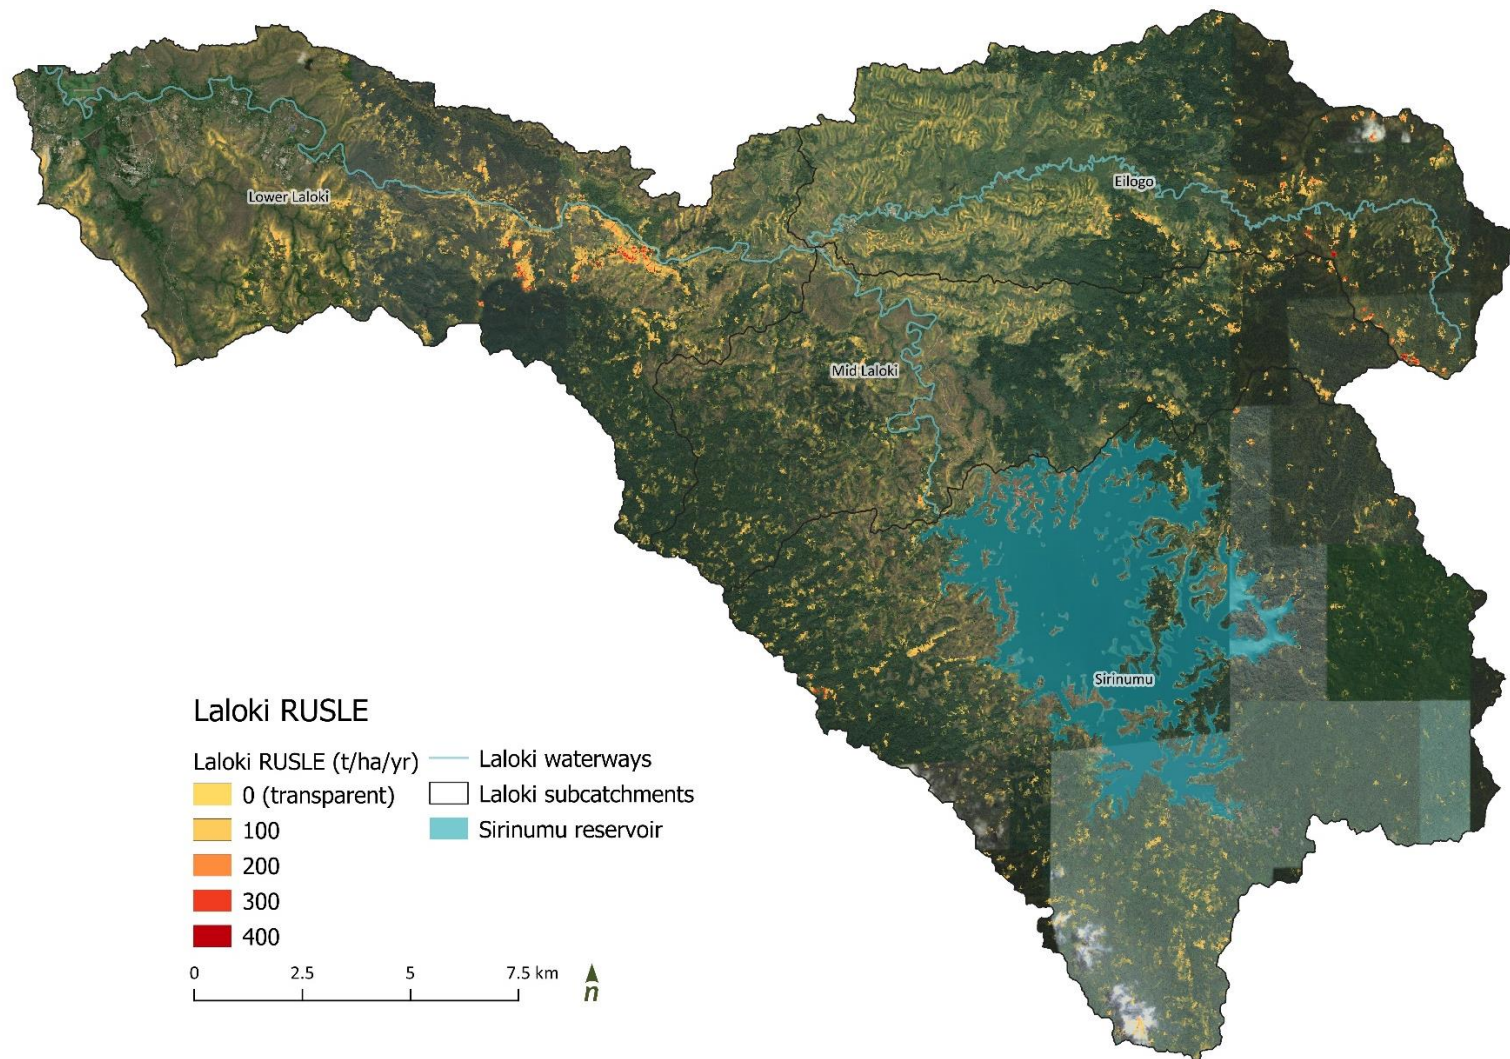 Lower Laloki
Eilogo
Mid Laloki
Sirinumu
Laloki RUSLE
Laloki RUSLE (t/ha/yr)
0 (transparent)
100
200
300
400
Laloki waterways
Laloki subcatchments
Sirinumu reservoir
0 2.5 5 7.5 km
n